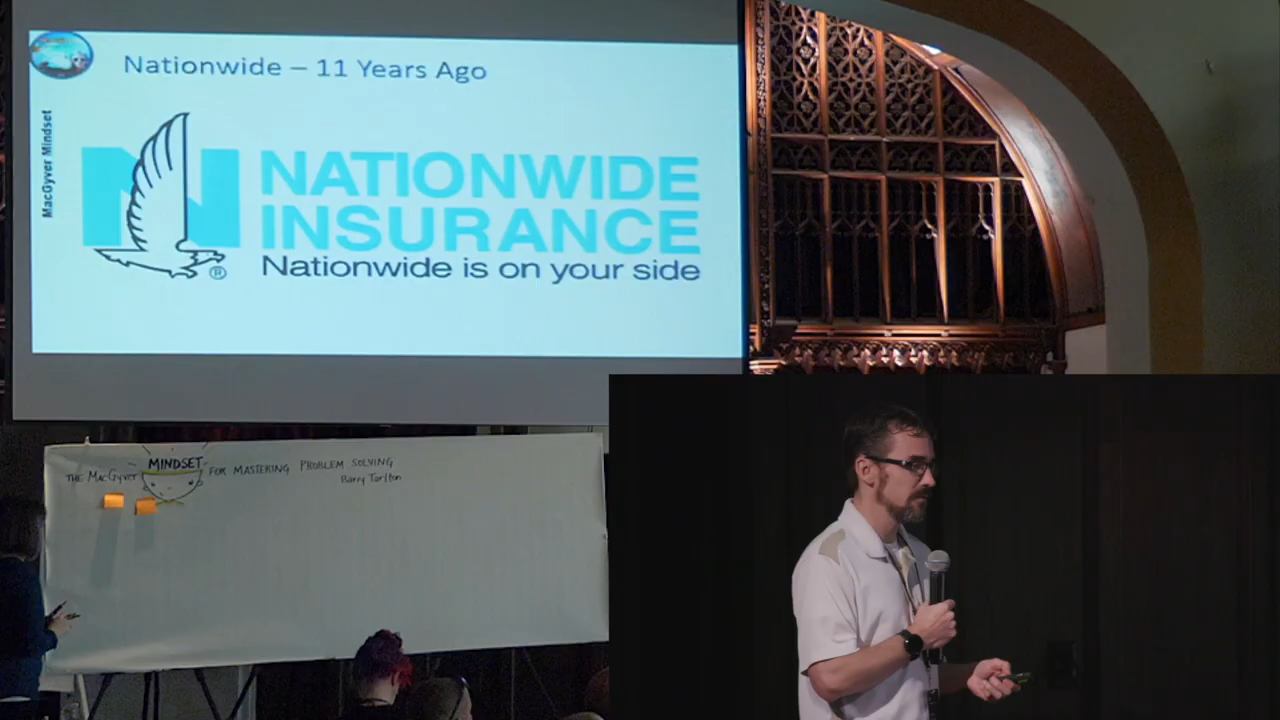 Nationwide – 11 Years Ago
MacGyver Mindset
N
NATIONWIDE
INSURANCE
Nationwide is on your side
®
THE MACGYVER MINDSET FOR MASTERING PROBLEM SOLVING
Barry Tarlton